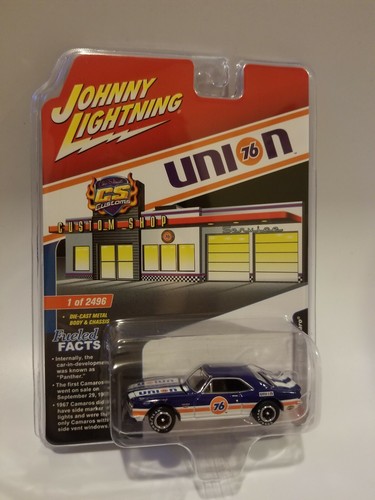 JOHNNY
LIGHTNING
UNION
76
CS
Customs
CUSTOM SHOP
Service
1 of 2496
• DIE-CAST METAL
BODY & CHASSIS
Fueled
FACTS
• Internally, the
car-in-development
was known as
"Panther."
• The first Camaros
went on sale on
September 29, 19
• 1967 Camaros did
have side marker
lights and were the
only Camaros with
side vent windows.
UNION
76